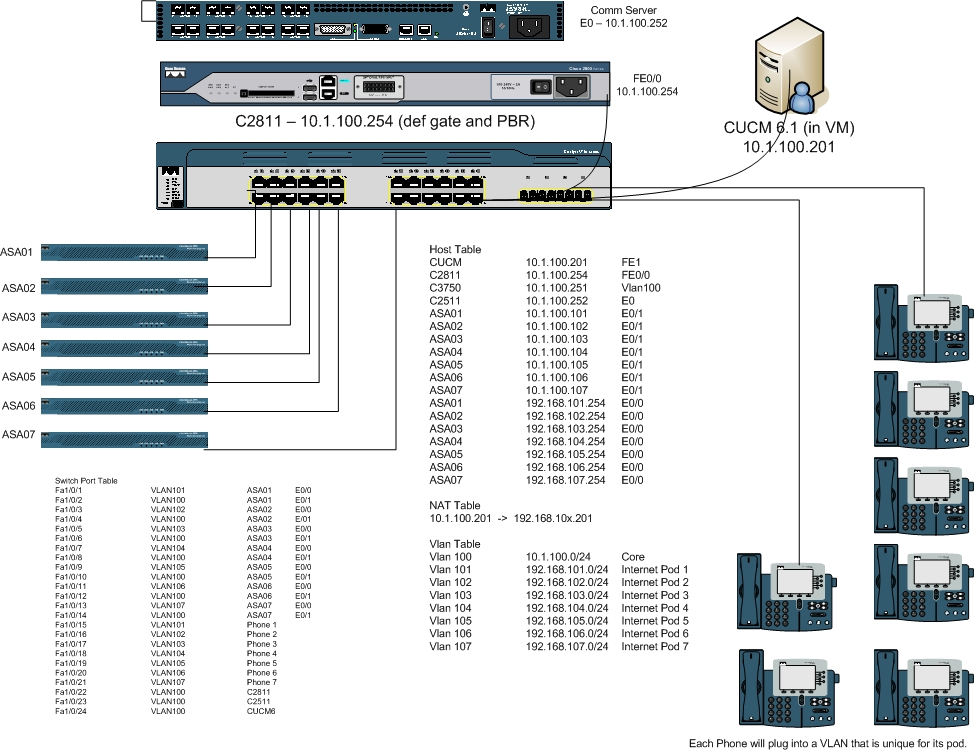 Comm Server
E0 – 10.1.100.252
FE0/0
10.1.100.254
C2811 – 10.1.100.254 (def gate and PBR)
CUCM 6.1 (in VM)
10.1.100.201
ASA01
ASA02
ASA03
ASA04
ASA05
ASA06
ASA07
Host Table
CUCM 10.1.100.201 FE1
C2811 10.1.100.254 FE0/0
C3750 10.1.100.251 Vlan100
C2511 10.1.100.252 E0
ASA01 10.1.100.101 E0/1
ASA02 10.1.100.102 E0/1
ASA03 10.1.100.103 E0/1
ASA04 10.1.100.104 E0/1
ASA05 10.1.100.105 E0/1
ASA06 10.1.100.106 E0/1
ASA07 10.1.100.107 E0/1
ASA01 192.168.101.254 E0/0
ASA02 192.168.102.254 E0/0
ASA03 192.168.103.254 E0/0
ASA04 192.168.104.254 E0/0
ASA05 192.168.105.254 E0/0
ASA06 192.168.106.254 E0/0
ASA07 192.168.107.254 E0/0
NAT Table
10.1.100.201 -> 192.168.10x.201
Vlan Table
Vlan 100 10.1.100.0/24 Core
Vlan 101 192.168.101.0/24 Internet Pod 1
Vlan 102 192.168.102.0/24 Internet Pod 2
Vlan 103 192.168.103.0/24 Internet Pod 3
Vlan 104 192.168.104.0/24 Internet Pod 4
Vlan 105 192.168.105.0/24 Internet Pod 5
Vlan 106 192.168.106.0/24 Internet Pod 6
Vlan 107 192.168.107.0/24 Internet Pod 7
Switch Port Table
Fa1/0/1 VLAN101 ASA01 E0/0
Fa1/0/2 VLAN100 ASA01 E0/1
Fa1/0/3 VLAN102 ASA02 E0/0
Fa1/0/4 VLAN100 ASA02 E0/01
Fa1/0/5 VLAN103 ASA03 E0/0
Fa1/0/6 VLAN100 ASA03 E0/1
Fa1/0/7 VLAN104 ASA04 E0/0
Fa1/0/8 VLAN100 ASA04 E0/1
Fa1/0/9 VLAN105 ASA05 E0/0
Fa1/0/10 VLAN100 ASA05 E0/1
Fa1/0/11 VLAN106 ASA06 E0/0
Fa1/0/12 VLAN100 ASA06 E0/1
Fa1/0/13 VLAN107 ASA07 E0/0
Fa1/0/14 VLAN100 ASA07 E0/1
Fa1/0/15 VLAN101 Phone 1
Fa1/0/16 VLAN102 Phone 2
Fa1/0/17 VLAN103 Phone 3
Fa1/0/18 VLAN104 Phone 4
Fa1/0/19 VLAN105 Phone 5
Fa1/0/20 VLAN106 Phone 6
Fa1/0/21 VLAN107 Phone 7
Fa1/0/22 VLAN100 C2811
Fa1/0/23 VLAN100 C2511
Fa1/0/24 VLAN100 CUCM6
Each Phone will plug into a VLAN that is unique for its pod.